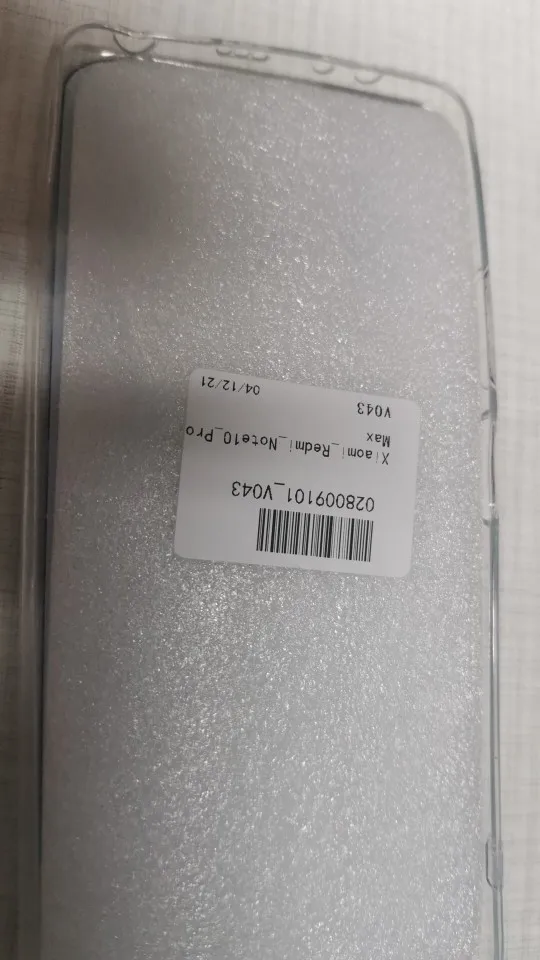 028009101_V043
Xiaomi_Redmi_Note10_Pro
Max
V043
04/12/21